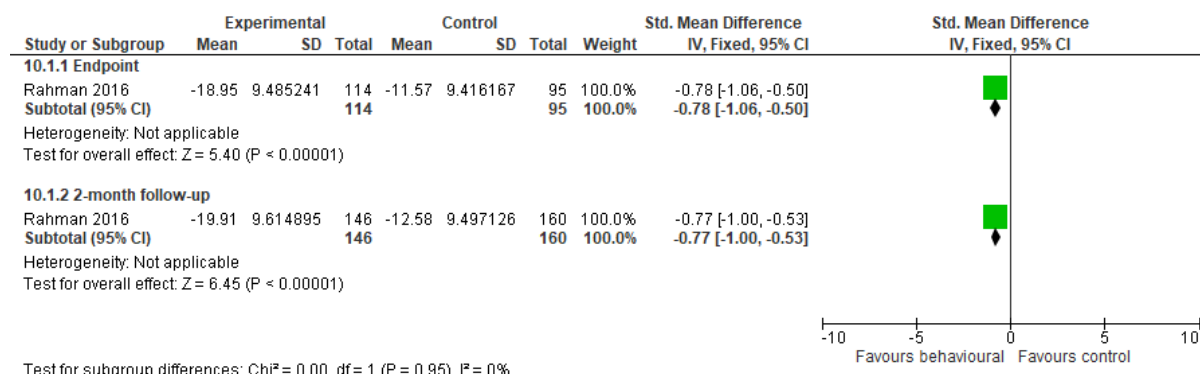 Experimental Control Std. Mean Difference Std. Mean Difference
Study or Subgroup Mean SD Total Mean SD Total Weight IV, Fixed, 95% CI IV, Fixed, 95% CI
10.1.1 Endpoint
Rahman 2016 -18.95 9.485241 114 -11.57 9.416167 95 100.0% -0.78 [-1.06, -0.50]
Subtotal (95% CI) 114 95 100.0% -0.78 [-1.06, -0.50]
Heterogeneity: Not applicable
Test for overall effect: Z = 5.40 (P < 0.00001)
10.1.2 2-month follow-up
Rahman 2016 -19.91 9.614895 146 -12.58 9.497126 160 100.0% -0.77 [-1.00, -0.53]
Subtotal (95% CI) 146 160 100.0% -0.77 [-1.00, -0.53]
Heterogeneity: Not applicable
Test for overall effect: Z = 6.45 (P < 0.00001)
-10 -5 0 5 10
Favours behavioural Favours control
Test for subgroup differences: Chi² = 0.00, df = 1 (P = 0.95), I² = 0%